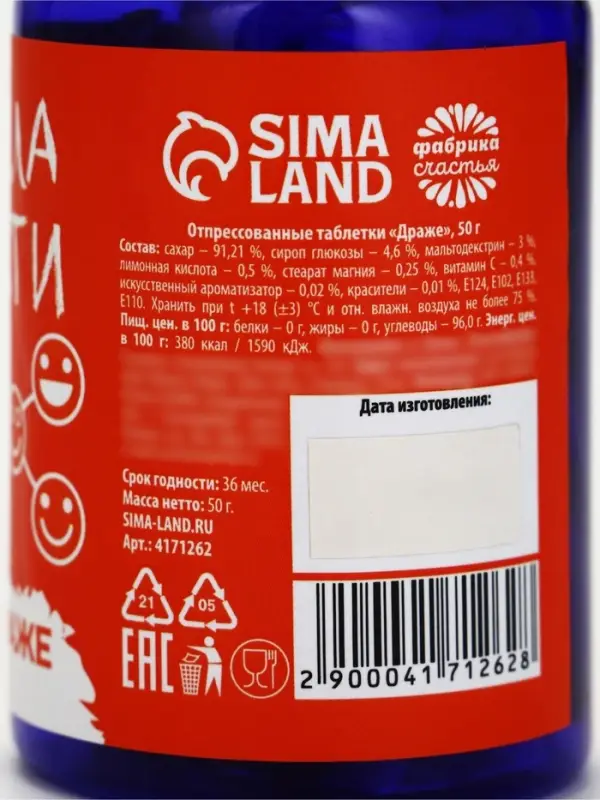 ЛА
ТИ
АЖЕ
SIMA
LAND
фабрика
счастья
Отпрессованные таблетки «Драже», 50 г
Состав: сахар – 91,21 %, сироп глюкозы – 4,6 %, мальтодекстрин – 3 %,
лимонная кислота – 0,5 %, стеарат магния – 0,25 %, витамин С – 0,4 %,
искусственный ароматизатор – 0,02 %, красители – 0,01 %, Е124, Е102, Е133,
Е110. Хранить при t +18 (±3) °С и отн. влажн. воздуха не более 75 %.
Пищ. цен. в 100 г: белки – 0 г, жиры – 0 г, углеводы – 96,0 г. Энерг. цен.
в 100 г: 380 ккал / 1590 кДж.
Дата изготовления:
Срок годности: 36 мес.
Масса нетто: 50 г.
SIMA-LAND.RU
Арт.: 4171262
21
05
EAC
2 900041 712628